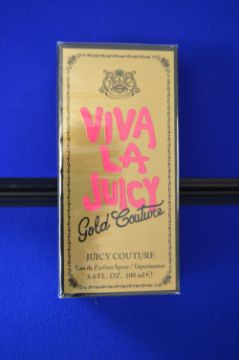 VIVA
LA
JUICY
Gold Couture
JUICY COUTURE
Eau de Parfum Spray / Vaporisateur
3.4 FL. OZ. 100 ml ℮